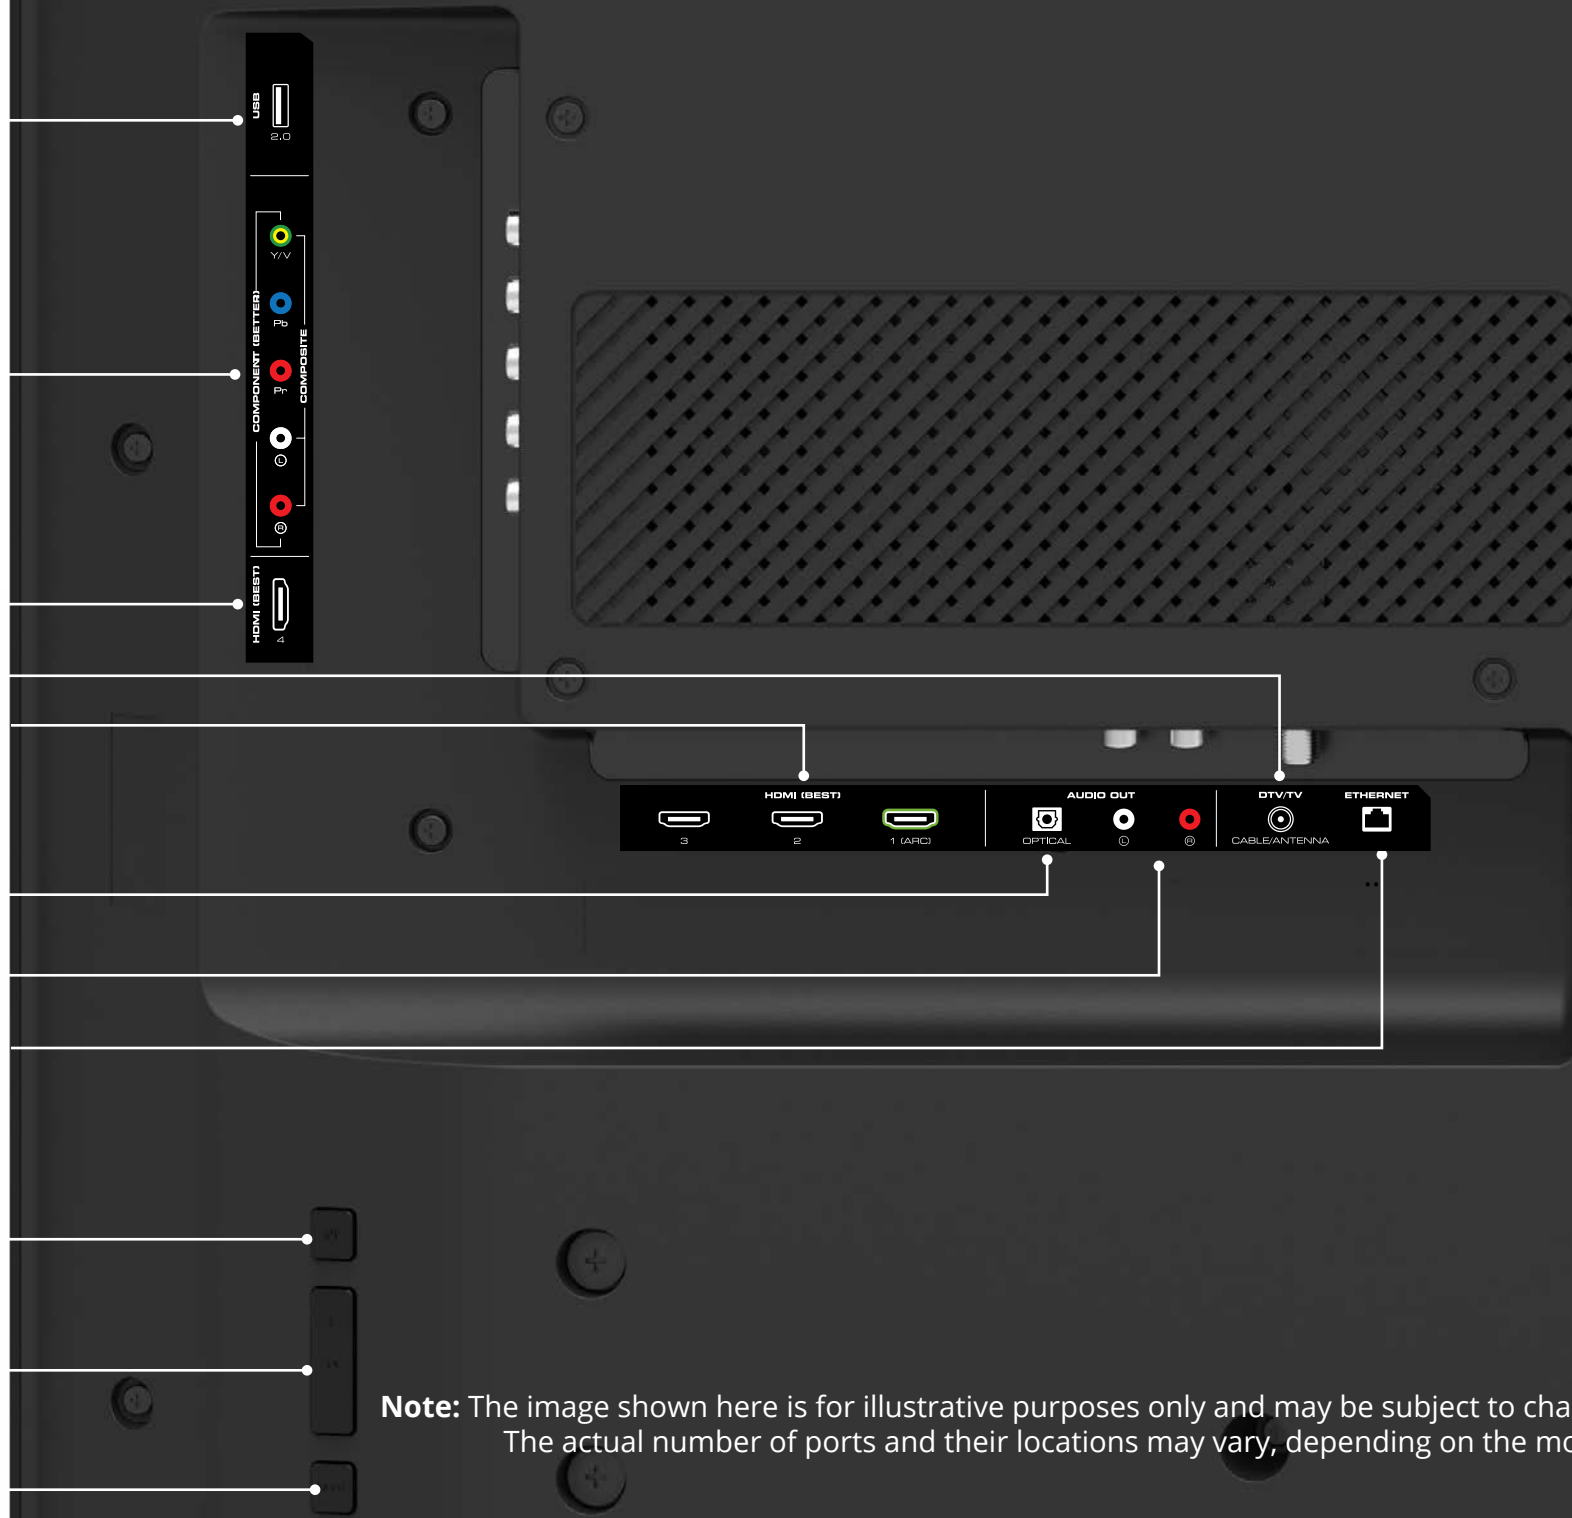 USB
2.0
Y/V
Pb
Pr
L
R
COMPONENT (BETTER)
COMPOSITE
HDMI (BEST)
4
HDMI (BEST)
3
2
1 (ARC)
AUDIO OUT
OPTICAL
L
R
DTV/TV
CABLE/ANTENNA
ETHERNET
Note: The image shown here is for illustrative purposes only and may be subject to cha
The actual number of ports and their locations may vary, depending on the mo